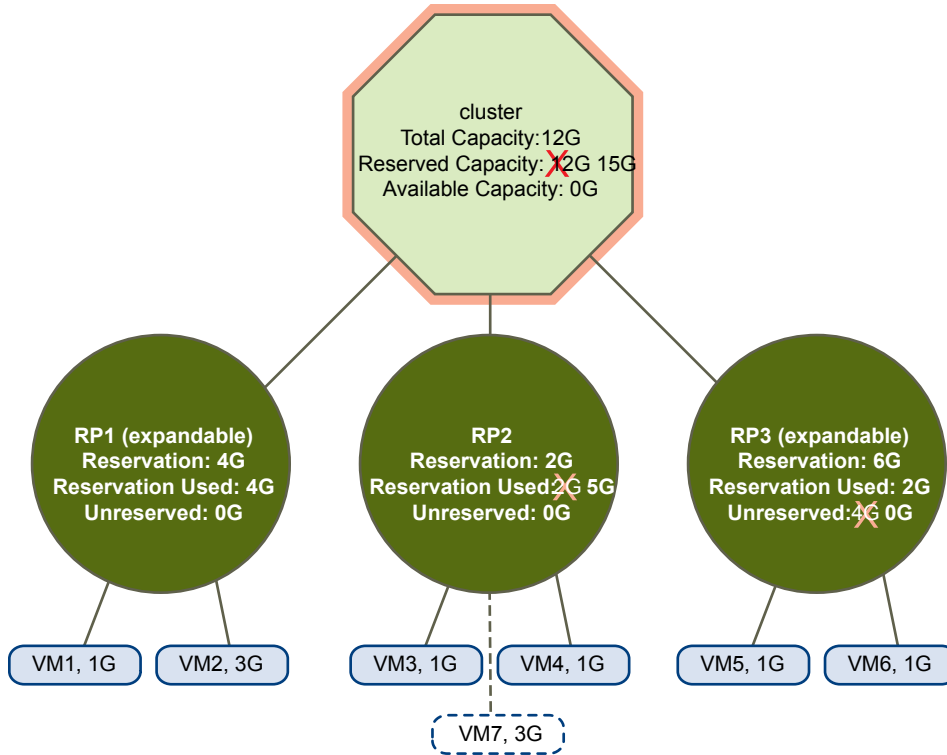 cluster
Total Capacity:12G
Reserved Capacity: 12G 15G
Available Capacity: 0G
RP1 (expandable)
Reservation: 4G
Reservation Used: 4G
Unreserved: 0G
RP2
Reservation: 2G
Reservation Used:2G 5G
Unreserved: 0G
RP3 (expandable)
Reservation: 6G
Reservation Used: 2G
Unreserved:4G 0G
VM1, 1G
VM2, 3G
VM3, 1G
VM4, 1G
VM5, 1G
VM6, 1G
VM7, 3G